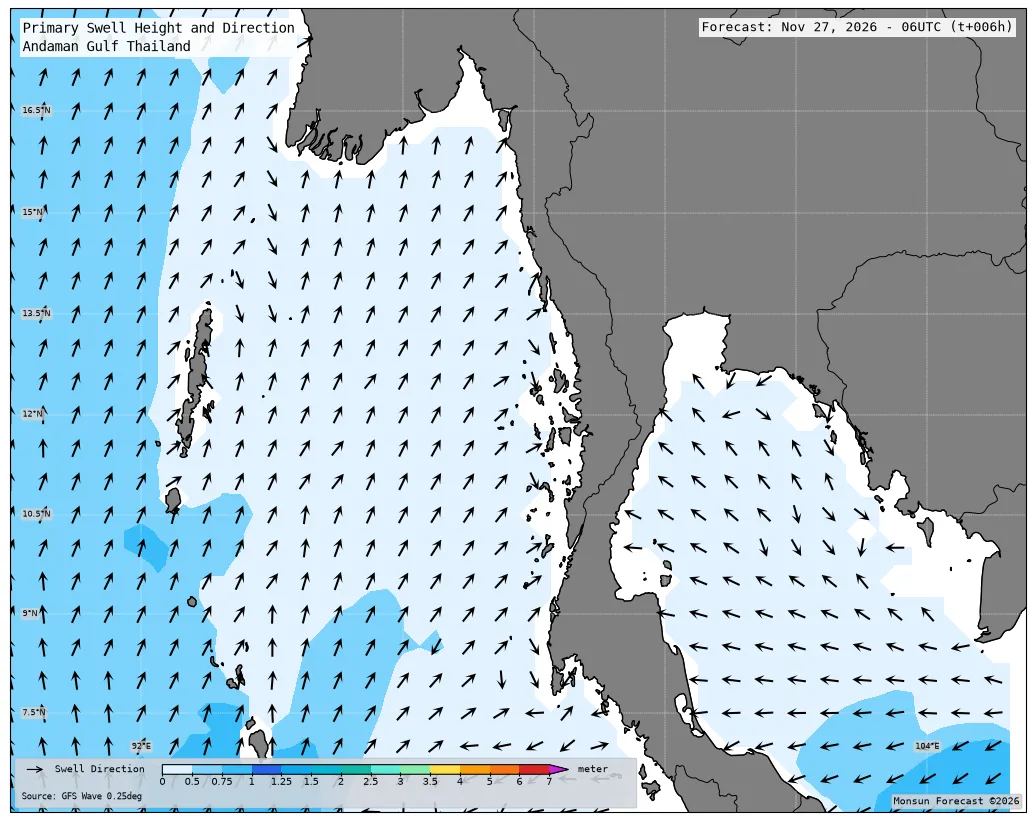 Primary Swell Height and Direction
Andaman Gulf Thailand
Forecast: Nov 27, 2026 - 06UTC (t+006h)
16.5°N
15°N
13.5°N
12°N
10.5°N
9°N
7.5°N
92°E
104°E
Swell Direction
meter
0 0.5 0.75 1 1.25 1.5 2 2.5 3 3.5 4 5 6 7
Source: GFS Wave 0.25deg
Monsun Forecast ©2026